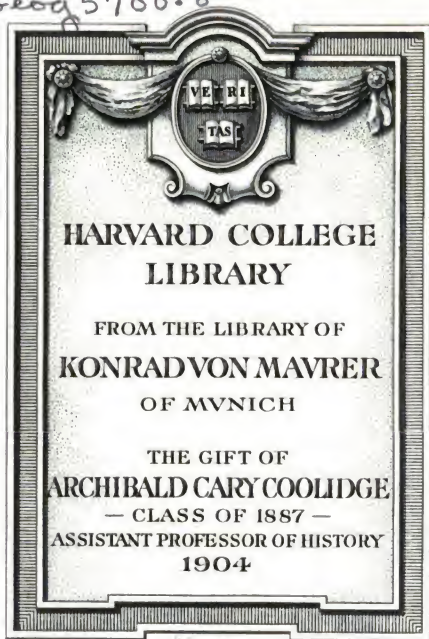 VE RI
TAS
HARVARD COLLEGE
LIBRARY
FROM THE LIBRARY OF
KONRAD VON MAVRER
OF MVNICH
THE GIFT OF
ARCHIBALD CARY COOLIDGE
— CLASS OF 1887 —
ASSISTANT PROFESSOR OF HISTORY
1904